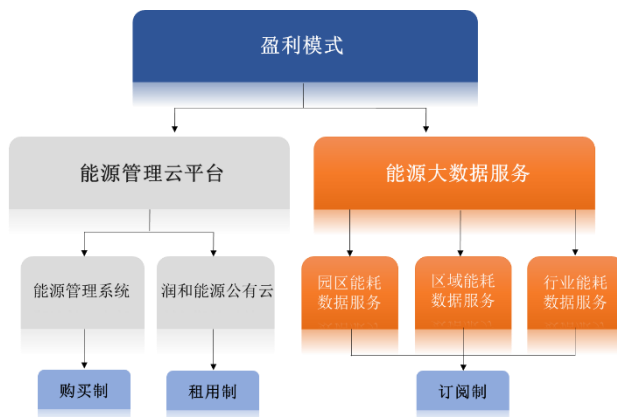 盈利模式
能源管理云平台
能源大数据服务
能源管理系统
润和能源公有云
园区能耗
数据服务
区域能耗
数据服务
行业能耗
数据服务
购买制
租用制
订阅制